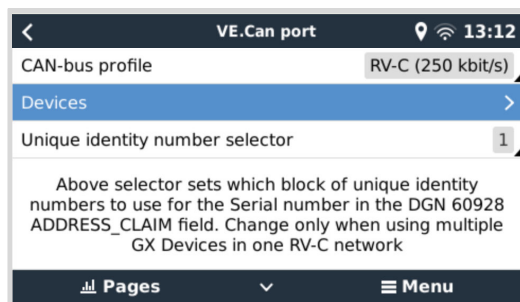 VE.Can port 13:12
CAN-bus profile RV-C (250 kbit/s)
Devices
Unique identity number selector 1
Above selector sets which block of unique identity
numbers to use for the Serial number in the DGN 60928
ADDRESS_CLAIM field. Change only when using multiple
GX Devices in one RV-C network
Pages Menu